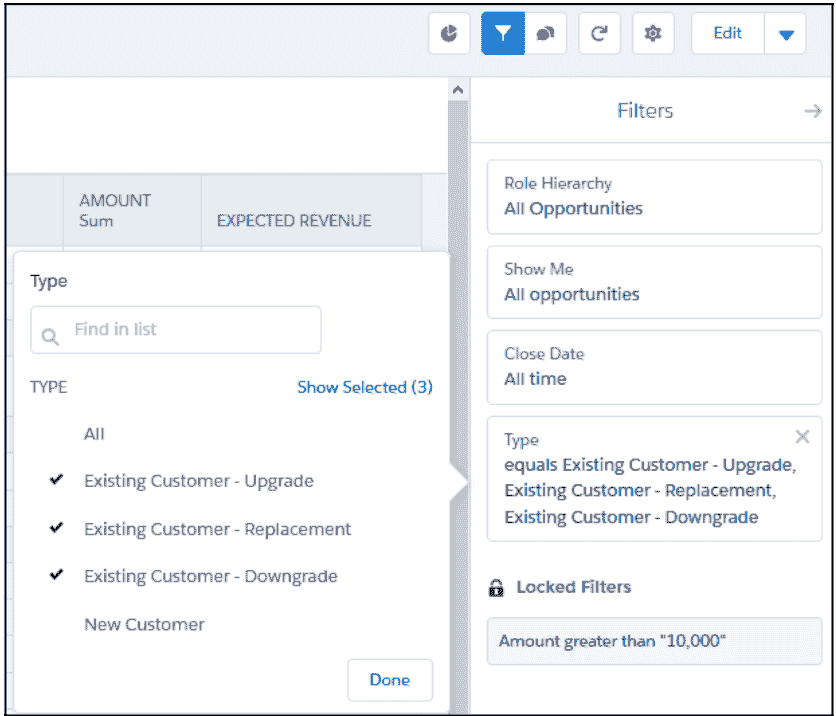 Edit
Filters
Role Hierarchy
All Opportunities
Show Me
All opportunities
Close Date
All time
Type
equals Existing Customer - Upgrade,
Existing Customer - Replacement,
Existing Customer - Downgrade
Locked Filters
Amount greater than "10,000"
AMOUNT
Sum
EXPECTED REVENUE
Type
Find in list
TYPE
Show Selected (3)
All
Existing Customer - Upgrade
Existing Customer - Replacement
Existing Customer - Downgrade
New Customer
Done